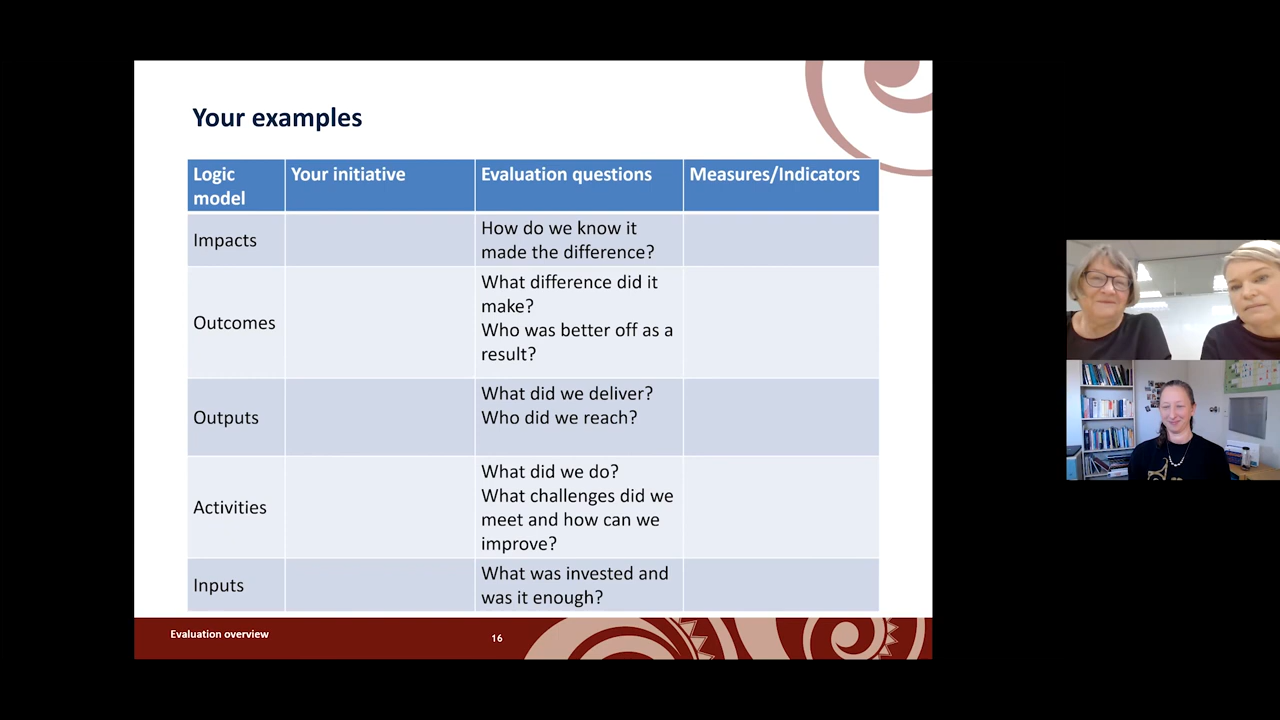 Your examples
Logic
model
Your initiative
Evaluation questions
Measures/Indicators
Impacts
How do we know it
made the difference?
Outcomes
What difference did it
make?
Who was better off as a
result?
Outputs
What did we deliver?
Who did we reach?
Activities
What did we do?
What challenges did we
meet and how can we
improve?
Inputs
What was invested and
was it enough?
Evaluation overview
16